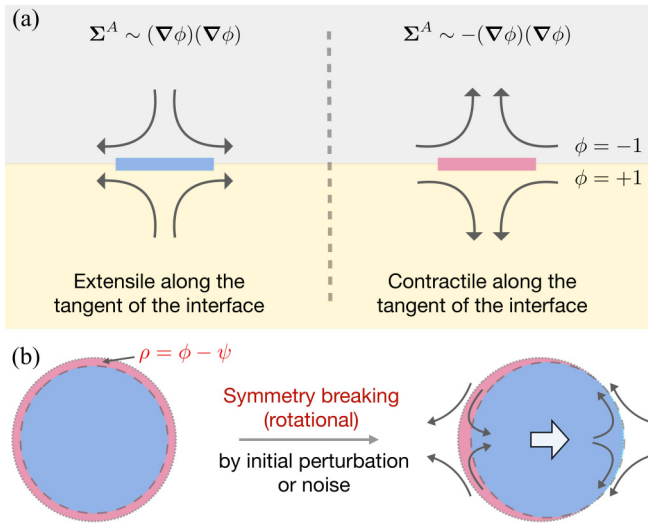 (a)
𝚺^A ∼ (∇ϕ)(∇ϕ)
𝚺^A ∼ −(∇ϕ)(∇ϕ)
ϕ = −1
ϕ = +1
Extensile along the
tangent of the interface
Contractile along the
tangent of the interface
(b)
ρ = ϕ − ψ
Symmetry breaking
(rotational)
by initial perturbation
or noise